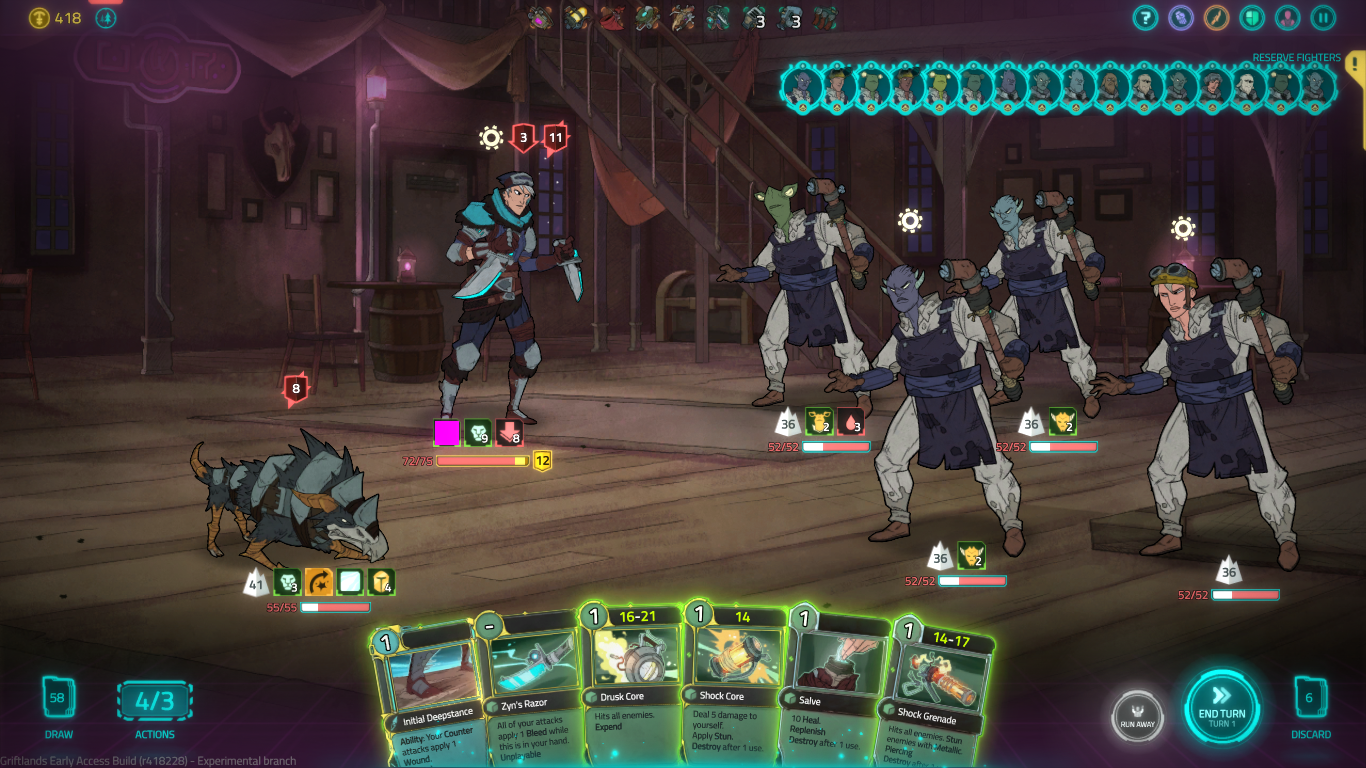 418
3
3
RESERVE FIGHTERS
!
?
3
11
8
9
8
72/75
12
36
2
3
52/52
36
2
52/52
36
2
52/52
36
52/52
41
3
4
55/55
1
-
1
16-21
1
14
1
1
14-17
Initial Deepstance
Ability: Your Counter
attacks apply 1
Wound.
Zyn's Razor
All of your attacks
apply 1 Bleed while
this is in your hand.
Unplayable
Drusk Core
Hits all enemies.
Expend
Shock Core
Deal 5 damage to
yourself.
Apply Stun.
Destroy after 1 use.
Salve
10 Heal.
Replenish
Destroy after 1 use.
Shock Grenade
Hits all enemies. Stun
enemies with Metallic.
Piercing
Destroy after 1 use.
58
DRAW
4/3
ACTIONS
RUN AWAY
END TURN
TURN 1
6
DISCARD
Griftlands Early Access Build (r418228) - Experimental branch